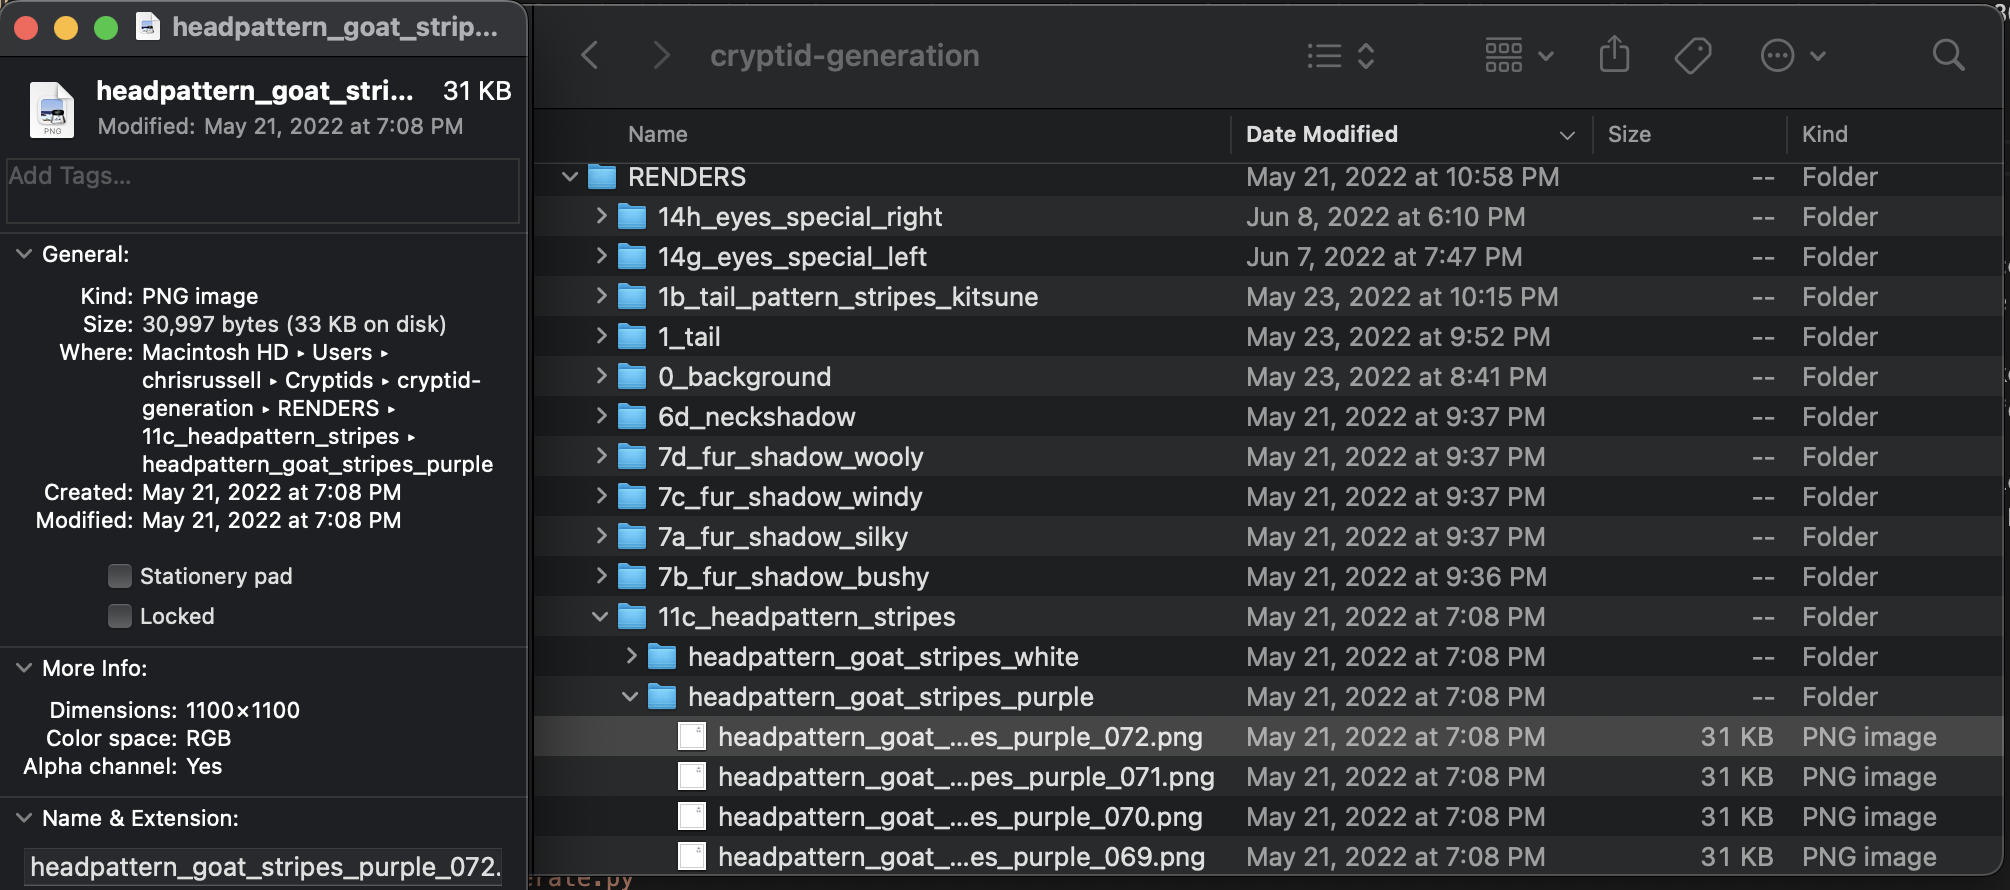 headpattern_goat_strip...
headpattern_goat_stri... 31 KB
Modified: May 21, 2022 at 7:08 PM
PNG
Add Tags...
General:
Kind: PNG image
Size: 30,997 bytes (33 KB on disk)
Where: Macintosh HD ▸ Users ▸
chrisrussell ▸ Cryptids ▸ cryptid-
generation ▸ RENDERS ▸
11c_headpattern_stripes ▸
headpattern_goat_stripes_purple
Created: May 21, 2022 at 7:08 PM
Modified: May 21, 2022 at 7:08 PM
Stationery pad
Locked
More Info:
Dimensions: 1100×1100
Color space: RGB
Alpha channel: Yes
Name & Extension:
headpattern_goat_stripes_purple_072.
cryptid-generation
Name Date Modified Size Kind
RENDERS May 21, 2022 at 10:58 PM -- Folder
14h_eyes_special_right Jun 8, 2022 at 6:10 PM -- Folder
14g_eyes_special_left Jun 7, 2022 at 7:47 PM -- Folder
1b_tail_pattern_stripes_kitsune May 23, 2022 at 10:15 PM -- Folder
1_tail May 23, 2022 at 9:52 PM -- Folder
0_background May 23, 2022 at 8:41 PM -- Folder
6d_neckshadow May 21, 2022 at 9:37 PM -- Folder
7d_fur_shadow_wooly May 21, 2022 at 9:37 PM -- Folder
7c_fur_shadow_windy May 21, 2022 at 9:37 PM -- Folder
7a_fur_shadow_silky May 21, 2022 at 9:37 PM -- Folder
7b_fur_shadow_bushy May 21, 2022 at 9:36 PM -- Folder
11c_headpattern_stripes May 21, 2022 at 7:08 PM -- Folder
headpattern_goat_stripes_white May 21, 2022 at 7:08 PM -- Folder
headpattern_goat_stripes_purple May 21, 2022 at 7:08 PM -- Folder
headpattern_goat_...es_purple_072.png May 21, 2022 at 7:08 PM 31 KB PNG image
headpattern_goat_...pes_purple_071.png May 21, 2022 at 7:08 PM 31 KB PNG image
headpattern_goat_...es_purple_070.png May 21, 2022 at 7:08 PM 31 KB PNG image
headpattern_goat_...es_purple_069.png May 21, 2022 at 7:08 PM 31 KB PNG image